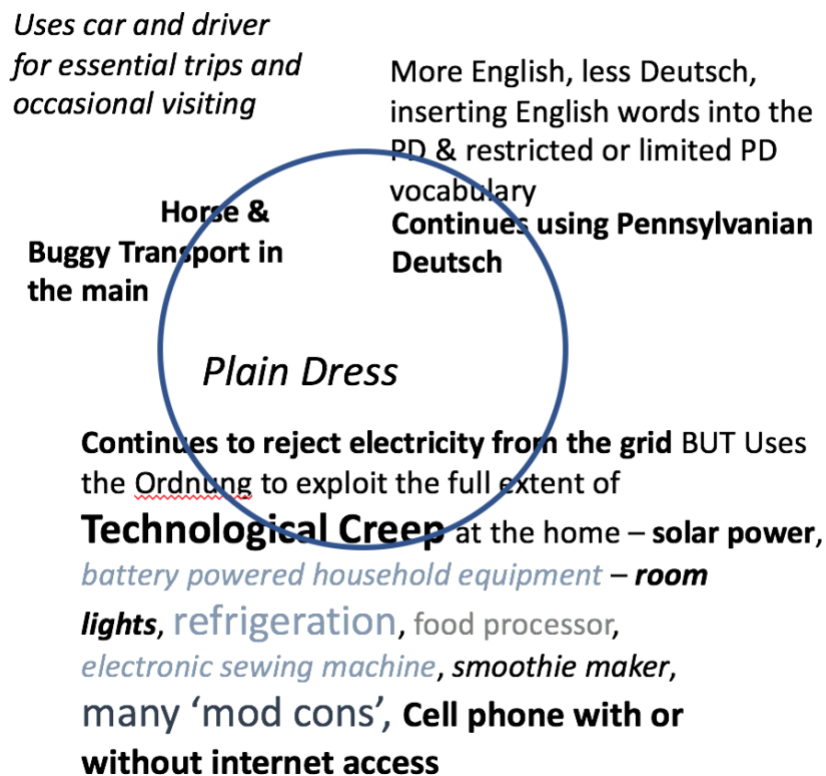 Uses car and driver
for essential trips and
occasional visiting
More English, less Deutsch,
inserting English words into the
PD & restricted or limited PD
vocabulary
Horse &
Buggy Transport in
the main
Continues using Pennsylvanian
Deutsch
Plain Dress
Continues to reject electricity from the grid BUT Uses
the Ordnung to exploit the full extent of
Technological Creep at the home – solar power,
battery powered household equipment – room
lights, refrigeration, food processor,
electronic sewing machine, smoothie maker,
many ‘mod cons’, Cell phone with or
without internet access